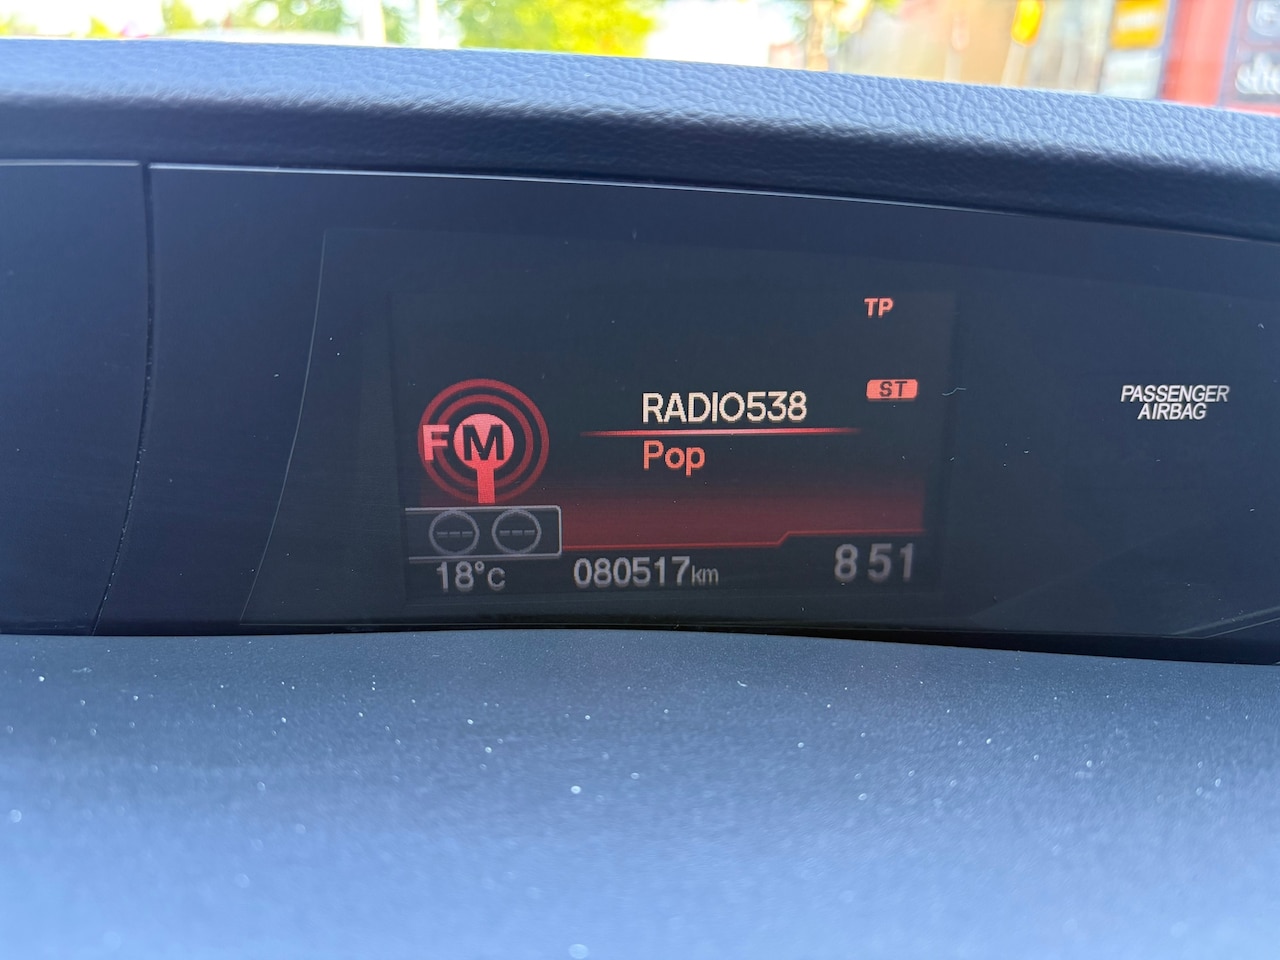 TP
ST
RADIO538
FM
Pop
PASSENGER
AIRBAG
--- ---
18°C
080517km
8 51